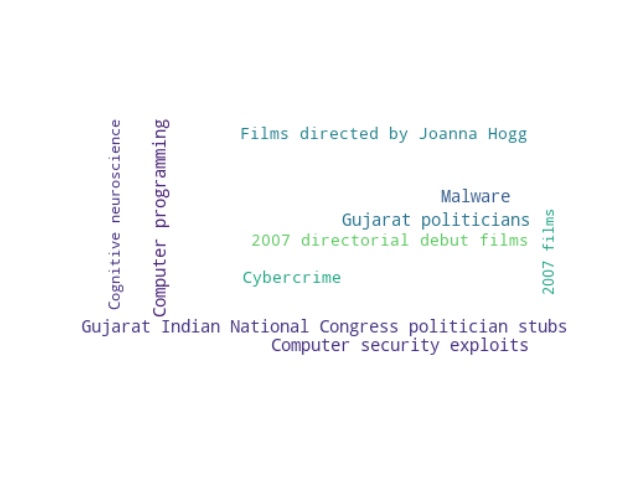 Cognitive neuroscience
Computer programming
Films directed by Joanna Hogg
Malware
Gujarat politicians
2007 films
2007 directorial debut films
Cybercrime
Gujarat Indian National Congress politician stubs
Computer security exploits